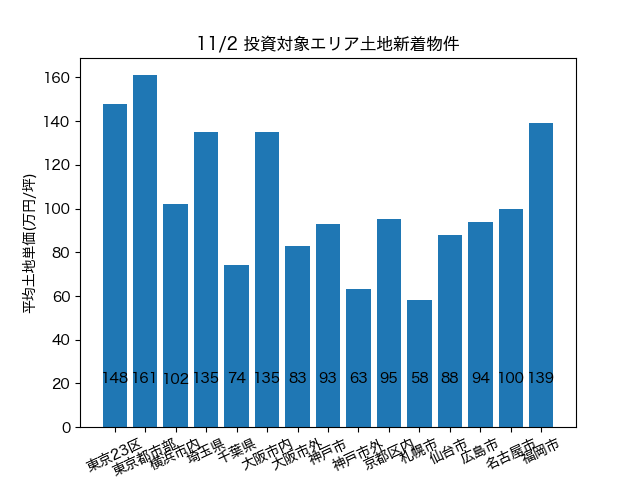 11/2 投資対象エリア土地新着物件
平均土地単価(万円/坪)
160
140
120
100
80
60
40
20
0
148 161 102 135 74 135 83 93 63 95 58 88 94 100 139
東京23区
東京都市部
横浜市内
埼玉県
千葉県
大阪市内
大阪市外
神戸市
神戸市外
京都区内
札幌市
仙台市
広島市
名古屋市
福岡市